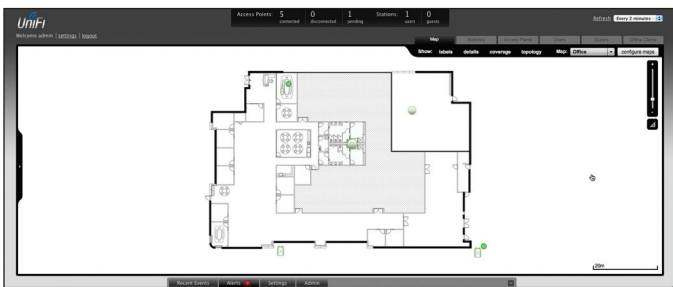 UniFi
Access Points: 5 connected 0 disconnected 1 pending Stations: 1 users 0 guests
Refresh Every 2 minutes
Welcome admin | settings | logout
Map Statistics Access Points Users Guests Offline Clients
Show: labels details coverage topology Map: Office configure maps
20m
Recent Events Alerts Settings Admin